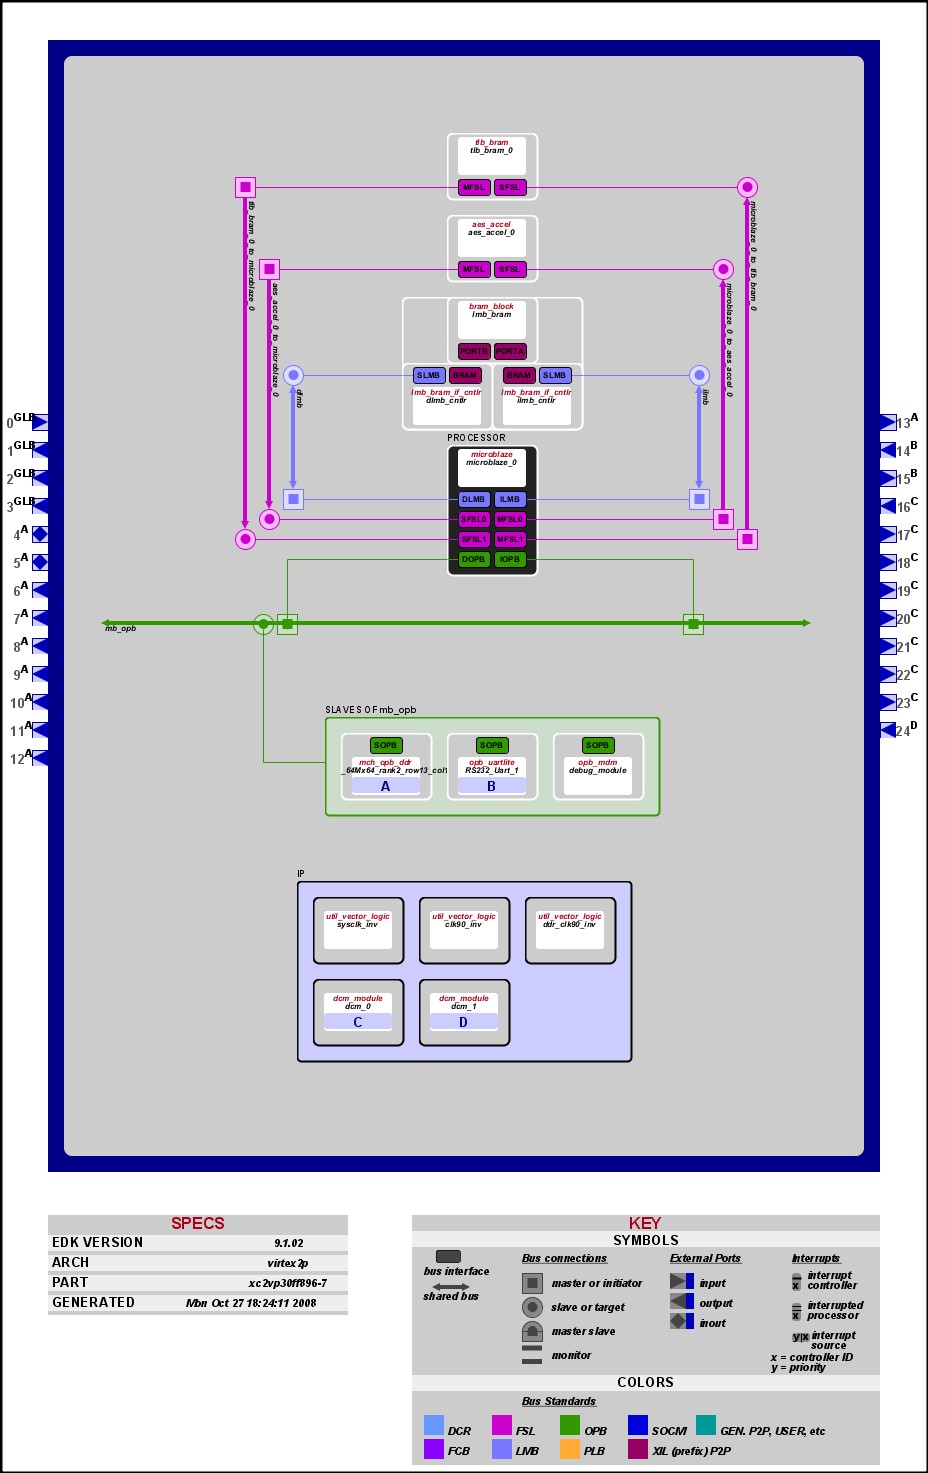 tlb_bram
tlb_bram_0
MFSL SFSL
aes_accel
aes_accel_0
MFSL SFSL
bram_block
lmb_bram
PORTB PORTA
SLMB BRAM BRAM SLMB
lmb_bram_if_cntlr lmb_bram_if_cntlr
dlmb_cntlr ilmb_cntlr
tlb_bram_0_to_microblaze_0
aes_accel_0_to_microblaze_0
dlmb
ilmb
microblaze_0_to_aes_accel_0
microblaze_0_to_tlb_bram_0
PROCESSOR
microblaze
microblaze_0
DLMB ILMB
SFSL0 MFSL0
SFSL1 MFSL1
DOPB IOPB
0 GLB
1 GLB
2 GLB
3 GLB
4 A
5 A
6 A
7 A
8 A
9 A
10 A
11 A
12 A
13 A
14 B
15 B
16 C
17 C
18 C
19 C
20 C
21 C
22 C
23 C
24 D
mb_opb
SLAVES OF mb_opb
SOPB SOPB SOPB
mch_opb_ddr opb_uartlite opb_mdm
_64Mx64_rank2_row13_col1 RS232_Uart_1 debug_module
A B
IP
util_vector_logic util_vector_logic util_vector_logic
sysclk_inv clk90_inv ddr_clk90_inv
dcm_module dcm_module
dcm_0 dcm_1
C D
SPECS
EDK VERSION 9.1.02
ARCH virtex2p
PART xc2vp30ff896-7
GENERATED Mon Oct 27 18:24:11 2008
KEY
SYMBOLS
bus interface
shared bus
Bus connections
master or initiator
slave or target
master slave
monitor
External Ports
input
output
inout
Interrupts
x interrupt controller
x interrupted processor
y|x interrupt source
x = controller ID
y = priority
COLORS
Bus Standards
DCR FSL OPB SOCM GEN. P2P, USER, etc
FCB LMB PLB XIL (prefix) P2P